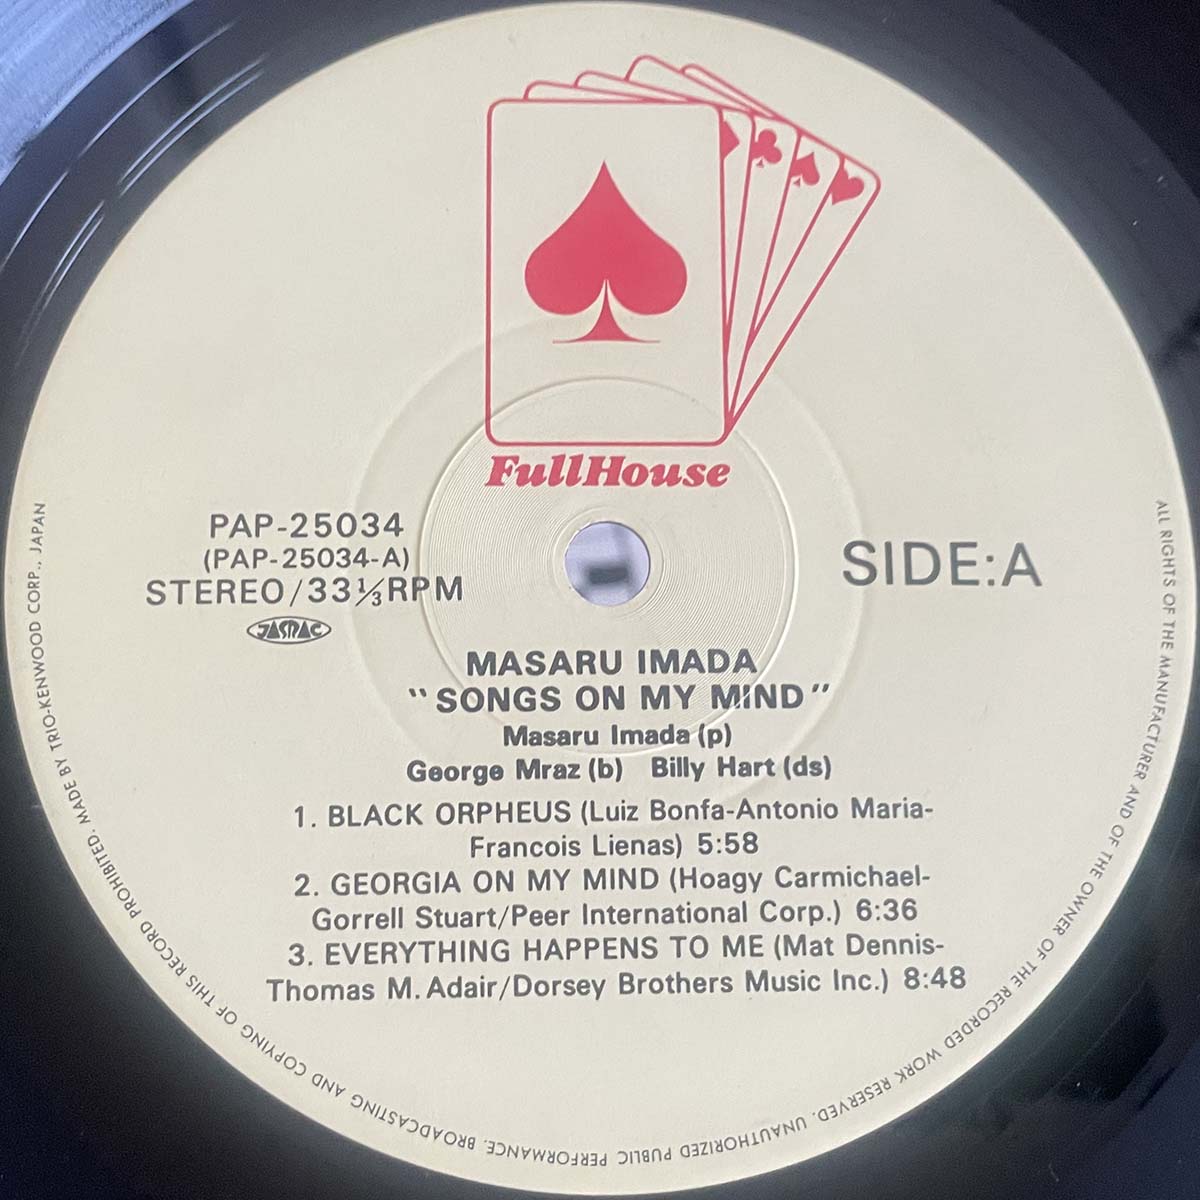 FullHouse
PAP-25034
(PAP-25034-A)
STEREO/33⅓RPM
JASRAC
SIDE:A
MASARU IMADA
"SONGS ON MY MIND"
Masaru Imada (p)
George Mraz (b) Billy Hart (ds)
1. BLACK ORPHEUS (Luiz Bonfa-Antonio Maria-
Francois Lienas) 5:58
2. GEORGIA ON MY MIND (Hoagy Carmichael-
Gorrell Stuart/Peer International Corp.) 6:36
3. EVERYTHING HAPPENS TO ME (Mat Dennis-
Thomas M. Adair/Dorsey Brothers Music Inc.) 8:48
ALL RIGHTS OF THE MANUFACTURER AND OF THE OWNER OF THE RECORDED WORK RESERVED. UNAUTHORIZED PUBLIC PERFORMANCE. BROADCASTING AND COPYING OF THIS RECORD PROHIBITED. MADE BY TRIO-KENWOOD CORP., JAPAN